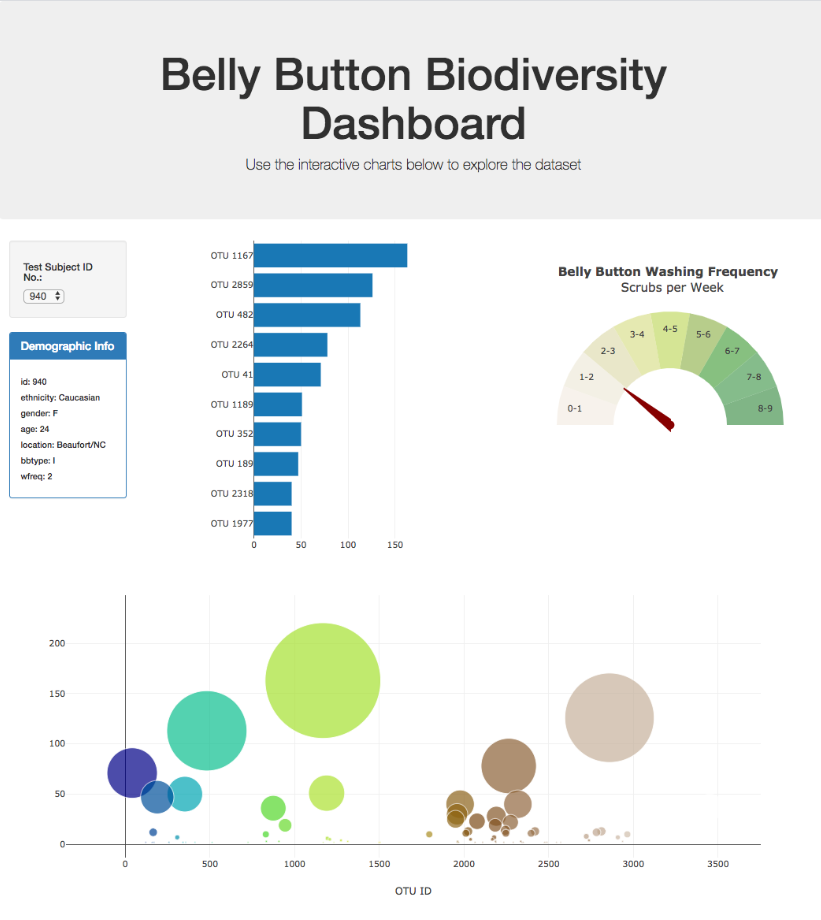 Belly Button Biodiversity
Dashboard
Use the interactive charts below to explore the dataset
Test Subject ID
No.:
940
Demographic Info
id: 940
ethnicity: Caucasian
gender: F
age: 24
location: Beaufort/NC
bbtype: I
wfreq: 2
OTU 1167
OTU 2859
OTU 482
OTU 2264
OTU 41
OTU 1189
OTU 352
OTU 189
OTU 2318
OTU 1977
0 50 100 150
Belly Button Washing Frequency
Scrubs per Week
0-1
1-2
2-3
3-4
4-5
5-6
6-7
7-8
8-9
200
150
100
50
0
0 500 1000 1500 2000 2500 3000 3500
OTU ID